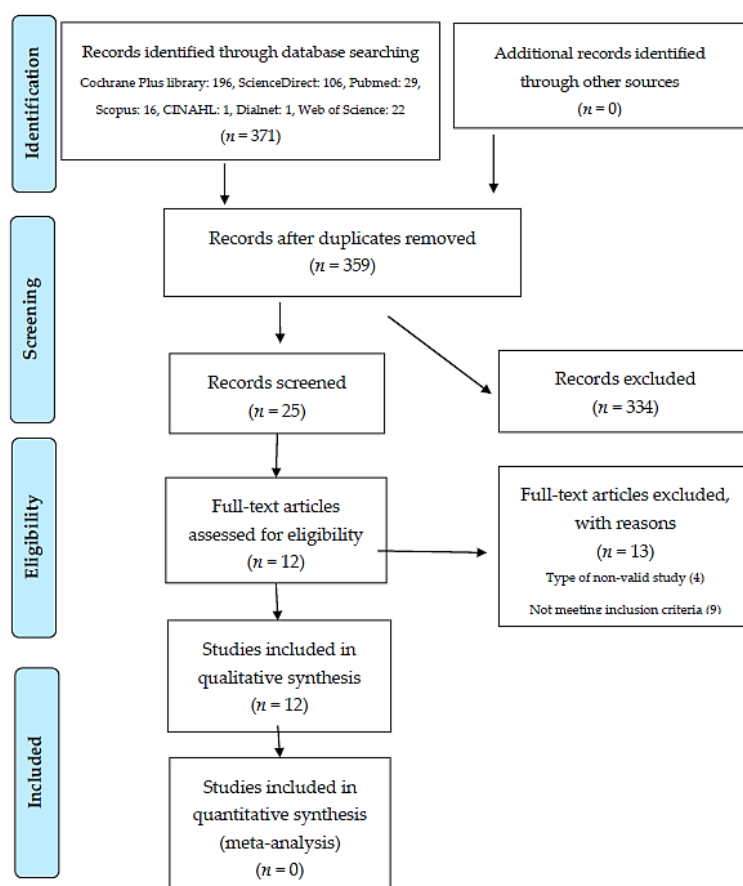 Identification
Records identified through database searching
Cochrane Plus library: 196, ScienceDirect: 106, Pubmed: 29,
Scopus: 16, CINAHL: 1, Dialnet: 1, Web of Science: 22
(n = 371)
Additional records identified
through other sources
(n = 0)
Screening
Records after duplicates removed
(n = 359)
Records screened
(n = 25)
Records excluded
(n = 334)
Eligibility
Full-text articles
assessed for eligibility
(n = 12)
Full-text articles excluded,
with reasons
(n = 13)
Type of non-valid study (4)
Not meeting inclusion criteria (9)
Included
Studies included in
qualitative synthesis
(n = 12)
Studies included in
quantitative synthesis
(meta-analysis)
(n = 0)